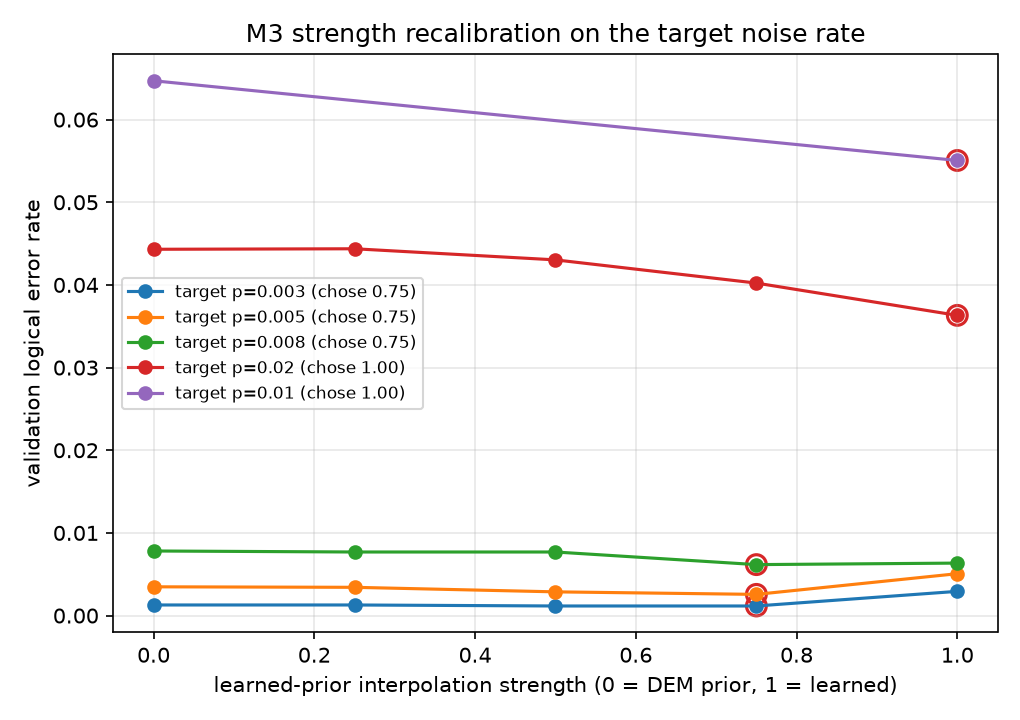 M3 strength recalibration on the target noise rate
validation logical error rate
0.06
0.05
0.04
0.03
0.02
0.01
0.00
target p=0.003 (chose 0.75)
target p=0.005 (chose 0.75)
target p=0.008 (chose 0.75)
target p=0.02 (chose 1.00)
target p=0.01 (chose 1.00)
0.0 0.2 0.4 0.6 0.8 1.0
learned-prior interpolation strength (0 = DEM prior, 1 = learned)